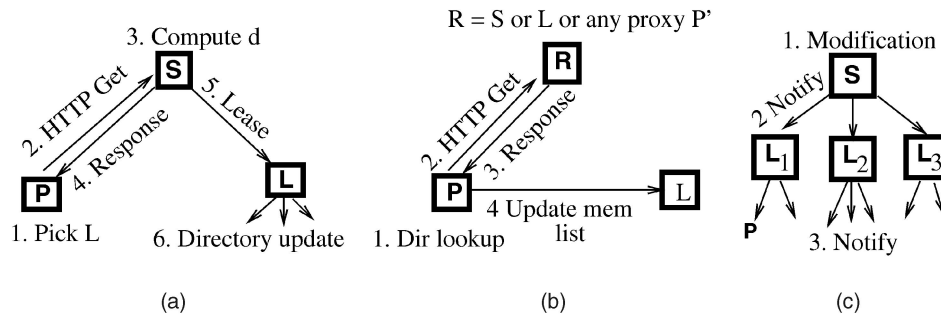 3. Compute d
S
2. HTTP Get
4. Response
5. Lease
P
L
1. Pick L
6. Directory update
(a)
R = S or L or any proxy P'
R
2. HTTP Get
3. Response
P
L
4 Update mem
list
1. Dir lookup
(b)
1. Modification
S
2 Notify
L1
L2
L3
P
3. Notify
(c)